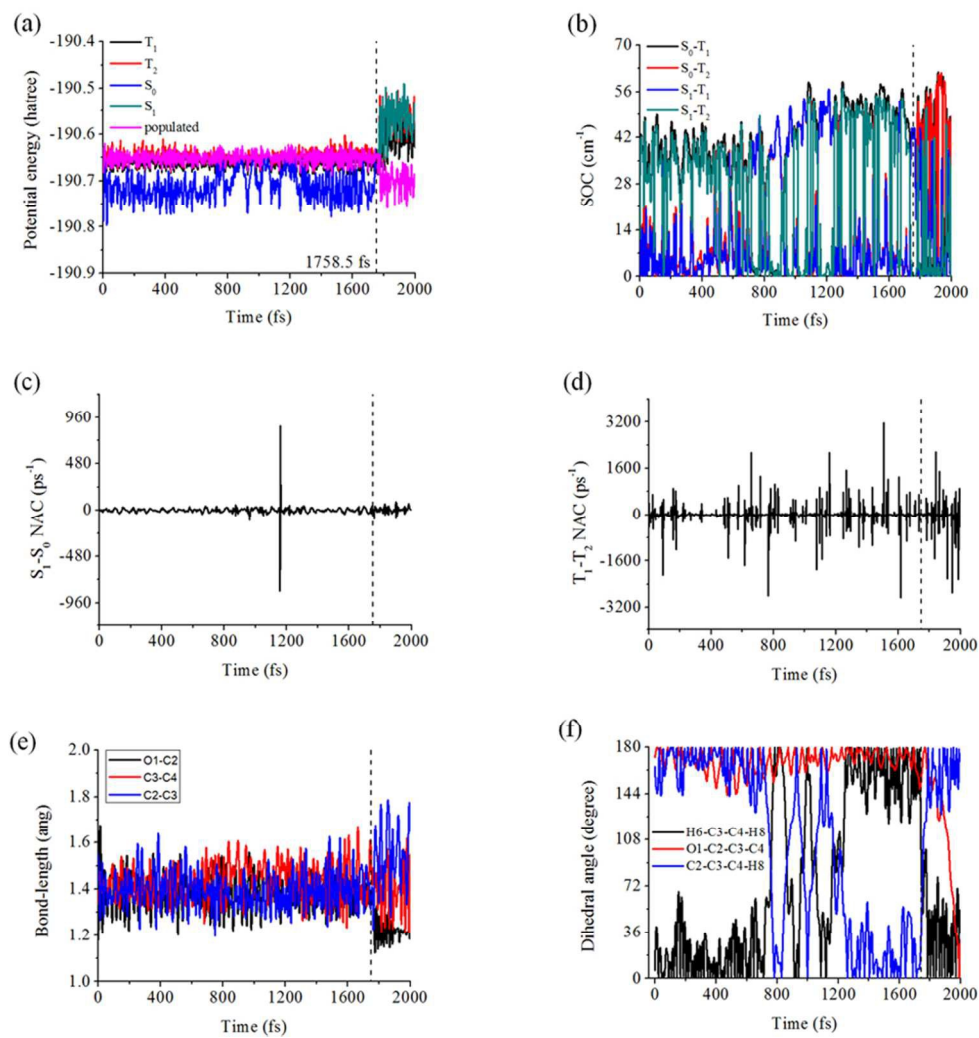 (a)
-190.4
-190.5
-190.6
-190.7
-190.8
-190.9
Potential energy (hatree)
T₁
T₂
S₀
S₁
populated
1758.5 fs
0 400 800 1200 1600 2000
Time (fs)
(b)
70
56
42
28
14
0
SOC (cm⁻¹)
S₀-T₁
S₀-T₂
S₁-T₁
S₁-T₂
0 400 800 1200 1600 2000
Time (fs)
(c)
960
480
0
-480
-960
S₁-S₀ NAC (ps⁻¹)
0 400 800 1200 1600 2000
Time (fs)
(d)
3200
1600
0
-1600
-3200
T₁-T₂ NAC (ps⁻¹)
0 400 800 1200 1600 2000
Time (fs)
(e)
2.0
1.8
1.6
1.4
1.2
1.0
Bond-length (ang)
O1-C2
C3-C4
C2-C3
0 400 800 1200 1600 2000
Time (fs)
(f)
180
144
108
72
36
0
Dihedral angle (degree)
H6-C3-C4-H8
O1-C2-C3-C4
C2-C3-C4-H8
0 400 800 1200 1600 2000
Time (fs)